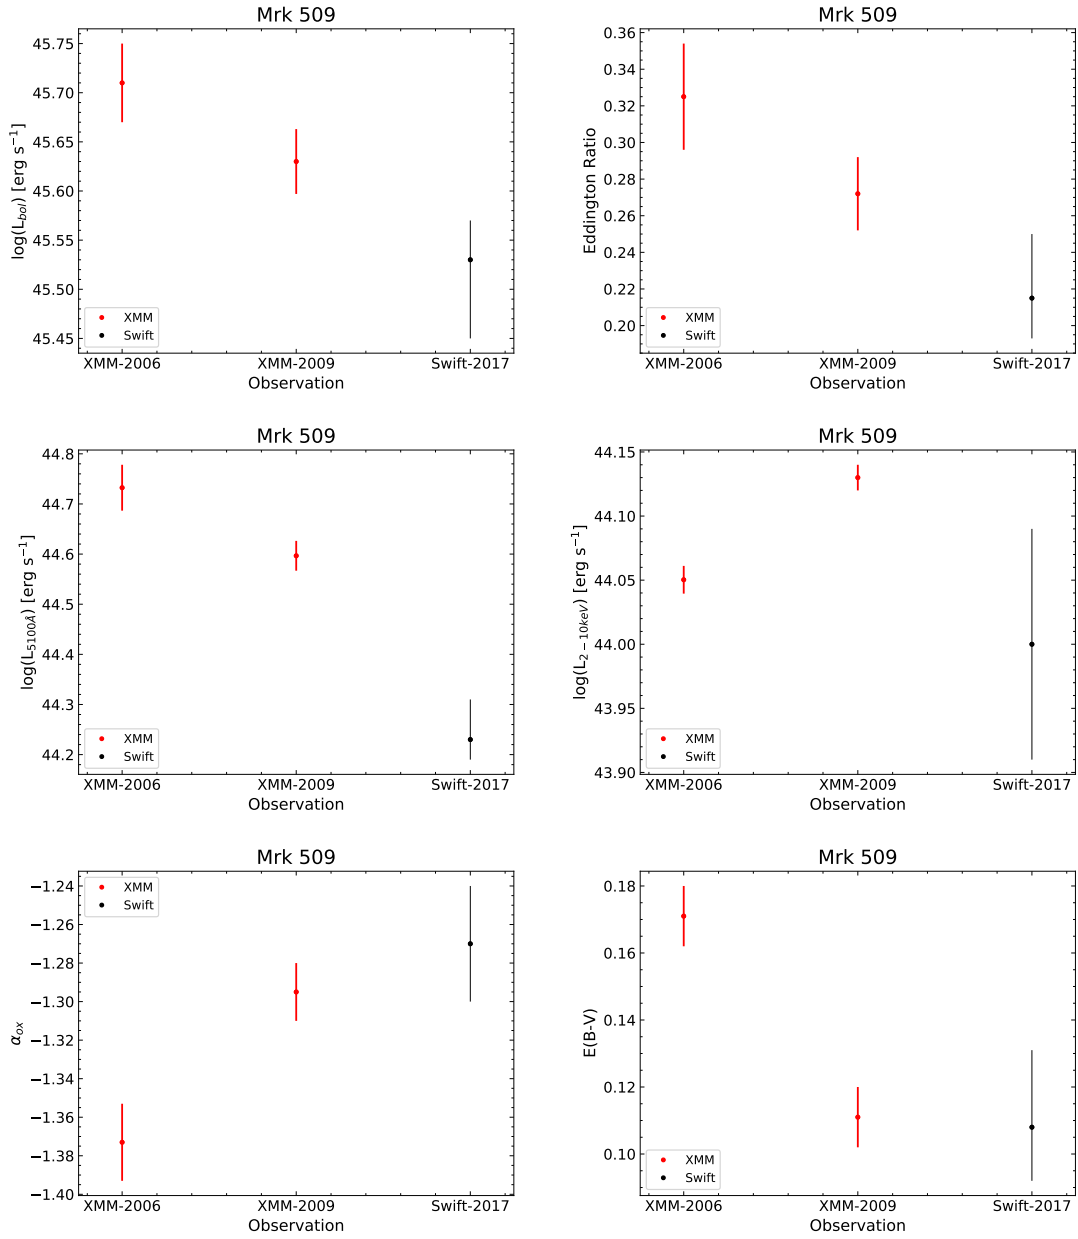 Mrk 509
log(L_bol) [erg s⁻¹]
45.75
45.70
45.65
45.60
45.55
45.50
45.45
XMM
Swift
XMM-2006 XMM-2009 Swift-2017
Observation
Mrk 509
Eddington Ratio
0.36
0.34
0.32
0.30
0.28
0.26
0.24
0.22
0.20
XMM
Swift
XMM-2006 XMM-2009 Swift-2017
Observation
Mrk 509
log(L_5100Å) [erg s⁻¹]
44.8
44.7
44.6
44.5
44.4
44.3
44.2
XMM
Swift
XMM-2006 XMM-2009 Swift-2017
Observation
Mrk 509
log(L_2−10keV) [erg s⁻¹]
44.15
44.10
44.05
44.00
43.95
43.90
XMM
Swift
XMM-2006 XMM-2009 Swift-2017
Observation
Mrk 509
α_ox
XMM
Swift
−1.24
−1.26
−1.28
−1.30
−1.32
−1.34
−1.36
−1.38
−1.40
XMM-2006 XMM-2009 Swift-2017
Observation
Mrk 509
E(B-V)
0.18
0.16
0.14
0.12
0.10
XMM
Swift
XMM-2006 XMM-2009 Swift-2017
Observation